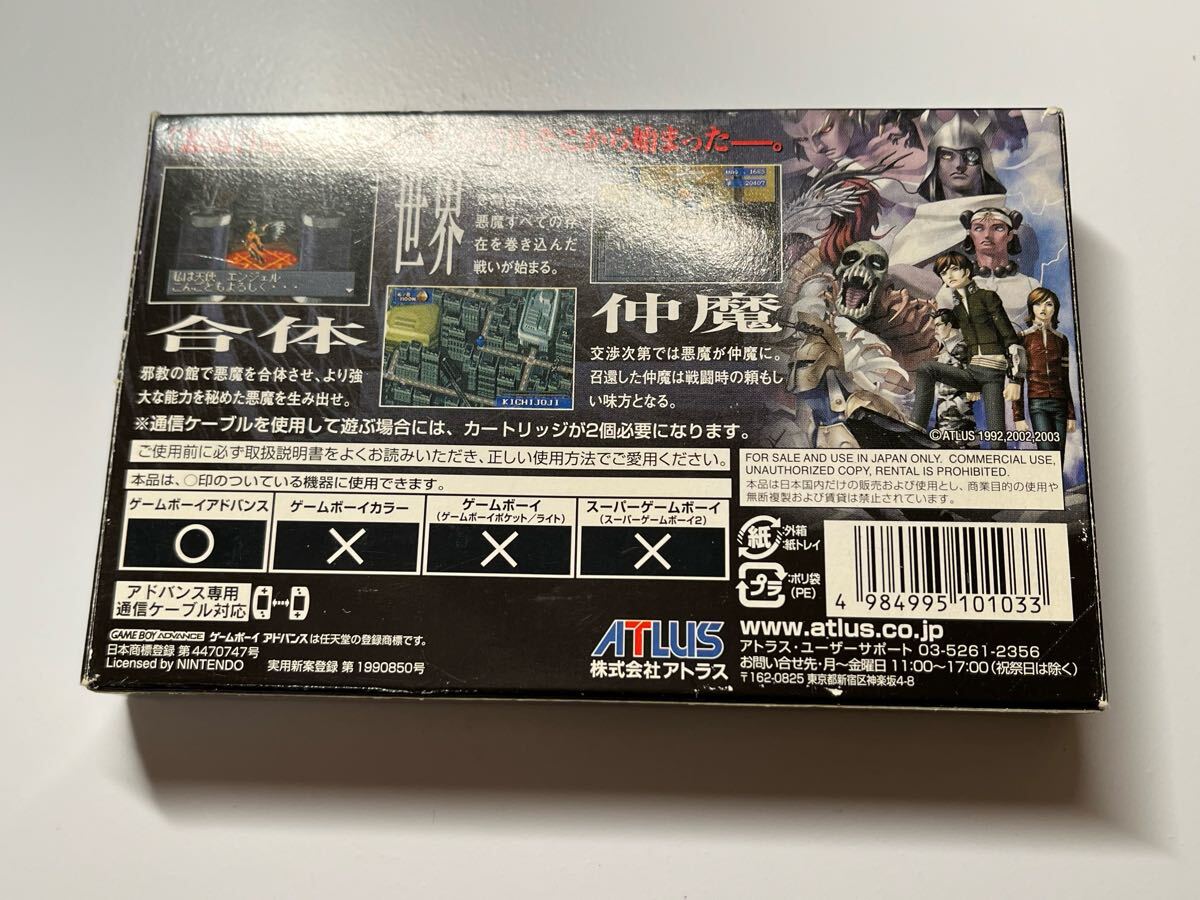 から始まった━━。
世界
悪魔すべての存
在を巻き込んだ
戦いが始まる。
1685
20407
私は天使 エンジェル
こんごともよろしく・・・
MOON
KICHIJOJI
合体
邪教の館で悪魔を合体させ、より強
大な能力を秘めた悪魔を生み出せ。
仲魔
交渉次第では悪魔が仲魔に。
召還した仲魔は戦闘時の頼もし
い味方となる。
※通信ケーブルを使用して遊ぶ場合には、カートリッジが2個必要になります。
©ATLUS 1992,2002,2003
ご使用前に必ず取扱説明書をよくお読みいただき、正しい使用方法でご愛用ください。
本品は、○印のついている機器に使用できます。
ゲームボーイアドバンス
ゲームボーイカラー
ゲームボーイ
(ゲームボーイポケット/ライト)
スーパーゲームボーイ
(スーパーゲームボーイ2)
○ × × ×
FOR SALE AND USE IN JAPAN ONLY. COMMERCIAL USE,
UNAUTHORIZED COPY, RENTAL IS PROHIBITED.
本品は日本国内だけの販売および使用とし、商業目的の使用や
無断複製および賃貸は禁止されています。
紙
:外箱
:紙トレイ
プラ
:ポリ袋
(PE)
4 984995 101033
アドバンス専用
通信ケーブル対応
GAME BOY ADVANCE ゲームボーイ アドバンスは任天堂の登録商標です。
日本商標登録 第4470747号
Licensed by NINTENDO
実用新案登録 第1990850号
ATLUS
株式会社アトラス
www.atlus.co.jp
アトラス・ユーザーサポート 03-5261-2356
お問い合せ先・月〜金曜日 11:00〜17:00(祝祭日は除く)
〒162-0825 東京都新宿区神楽坂4-8